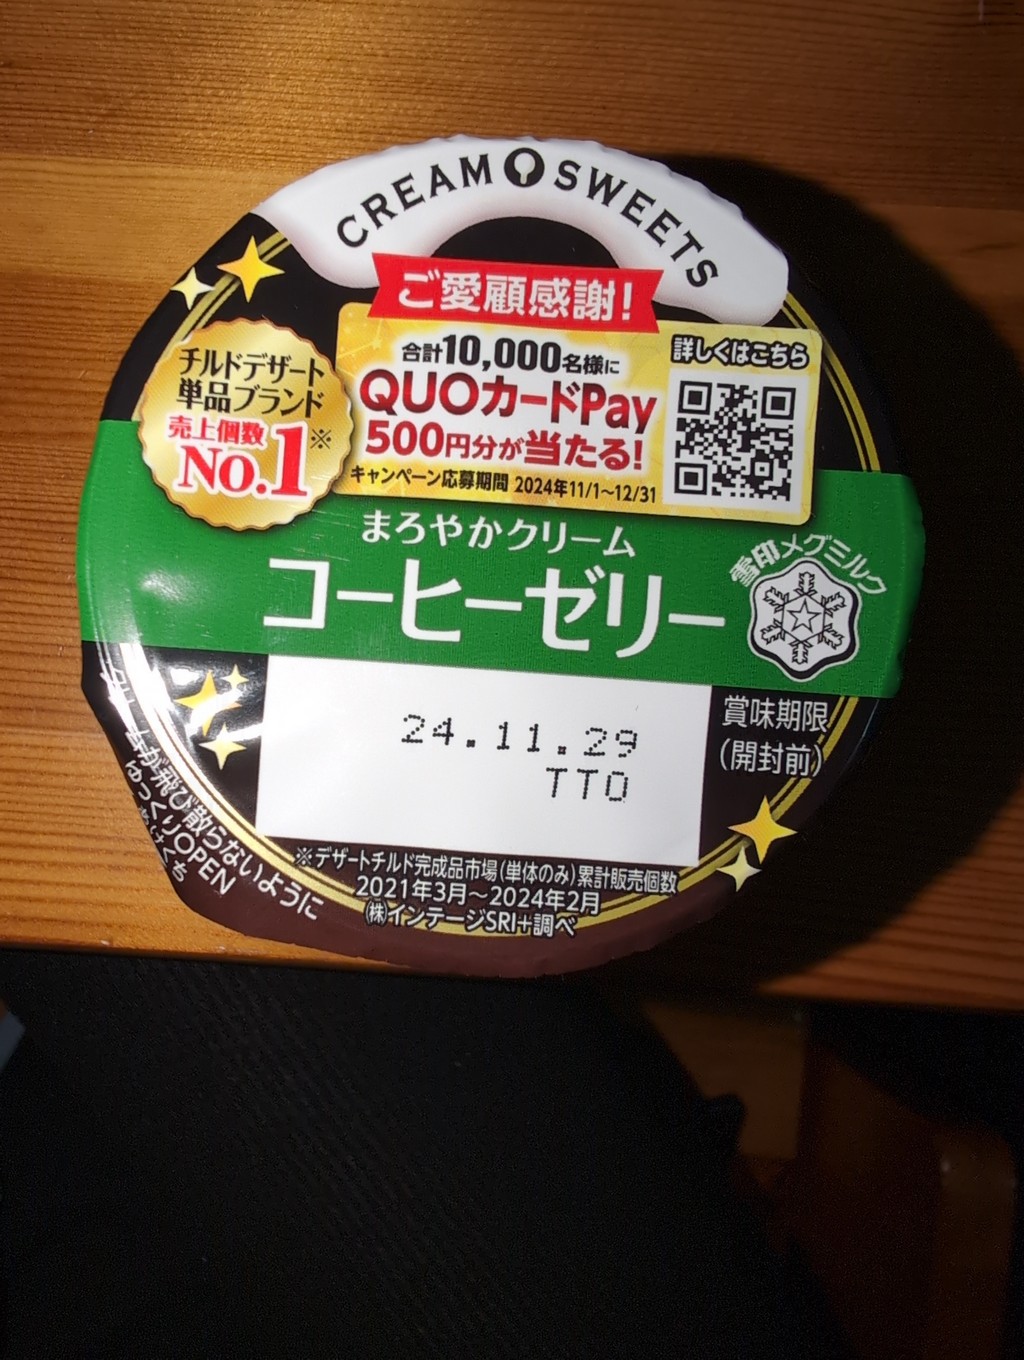 CREAM SWEETS
ご愛顧感謝!
合計10,000名様に
QUOカードPay
500円分が当たる!
キャンペーン応募期間 2024年11/1~12/31
詳しくはこちら
チルドデザート
単品ブランド
売上個数
No.1※
まろやかクリーム
コーヒーゼリー
雪印メグミルク
24.11.29
TTO
賞味期限
(開封前)
※デザートチルド完成品市場(単体のみ)累計販売個数
2021年3月~2024年2月
㈱インテージSRI+調べ
が飛び散らないように
ゆっくりOPEN